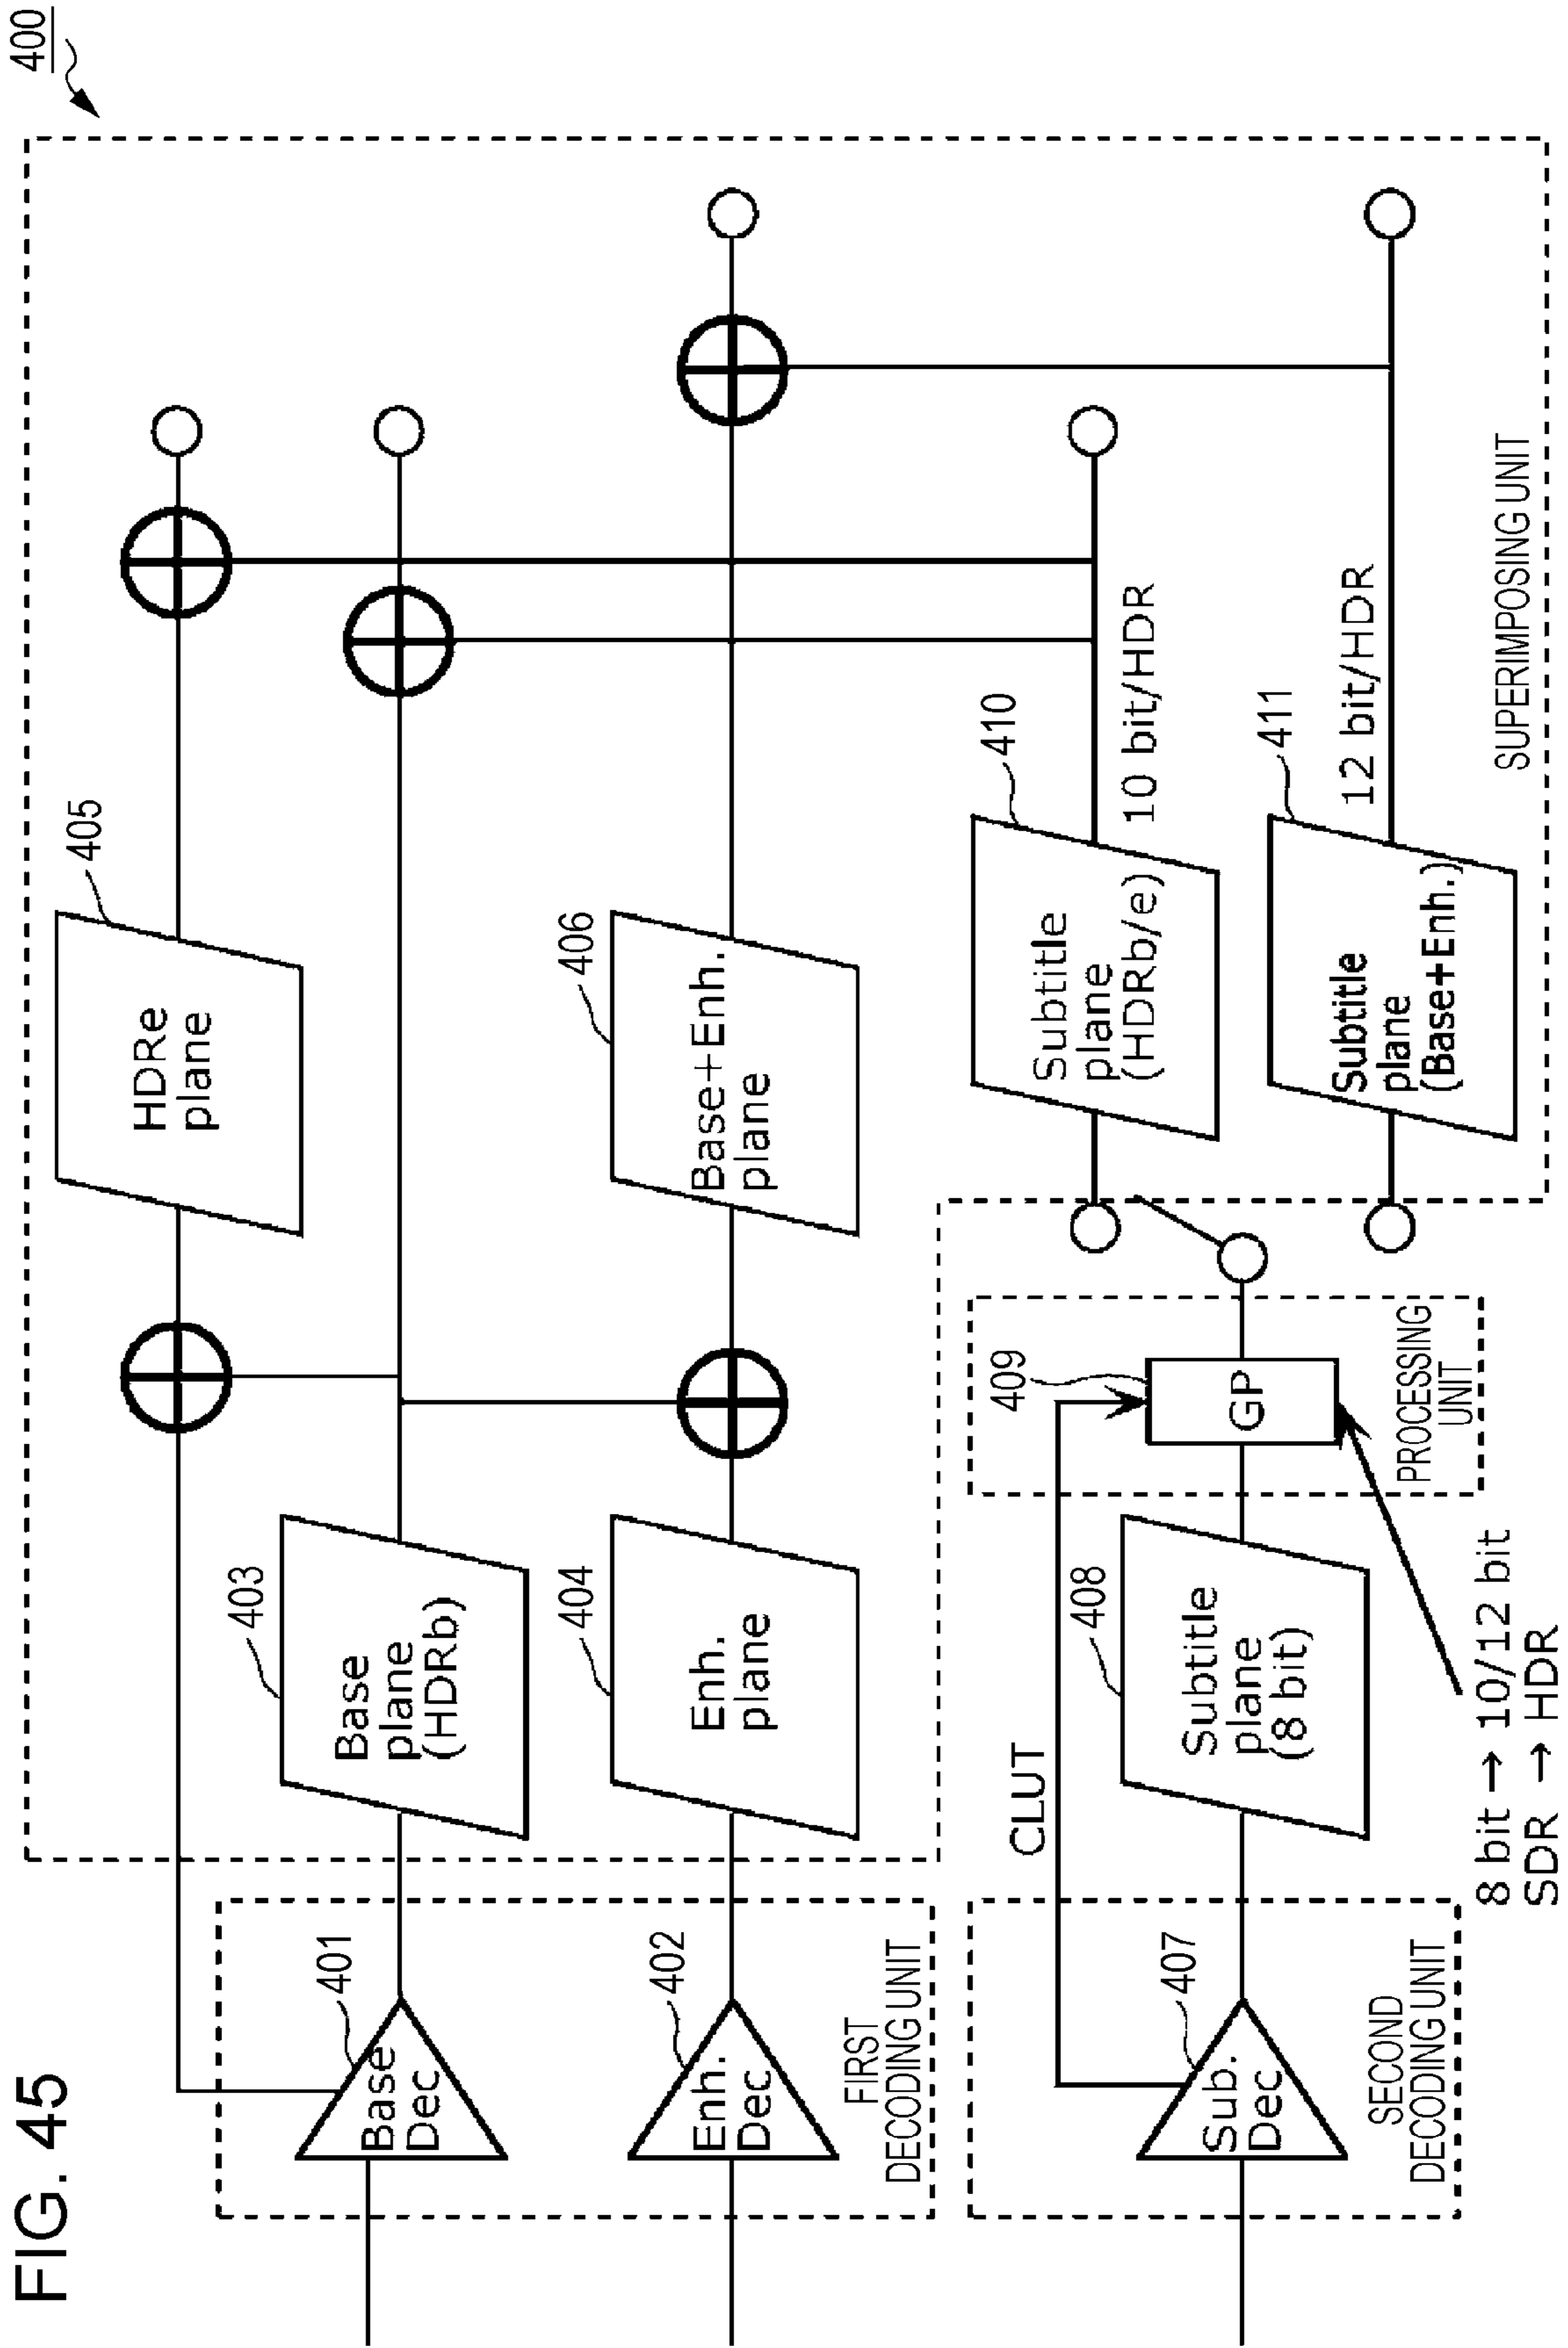 FIG. 45
400
401
Base
Dec
402
Enh.
Dec
FIRST
DECODING UNIT
403
Base
plane
(HDRb)
404
Enh.
plane
405
HDRe
plane
406
Base+Enh.
plane
407
Sub.
Dec
SECOND
DECODING UNIT
CLUT
408
Subtitle
plane
(8 bit)
409
GP
PROCESSING
UNIT
8 bit → 10/12 bit
SDR → HDR
410
Subtitle
plane
(HDRb/e)
10 bit/HDR
411
Subtitle
plane
(Base+Enh.)
12 bit/HDR
SUPERIMPOSING UNIT